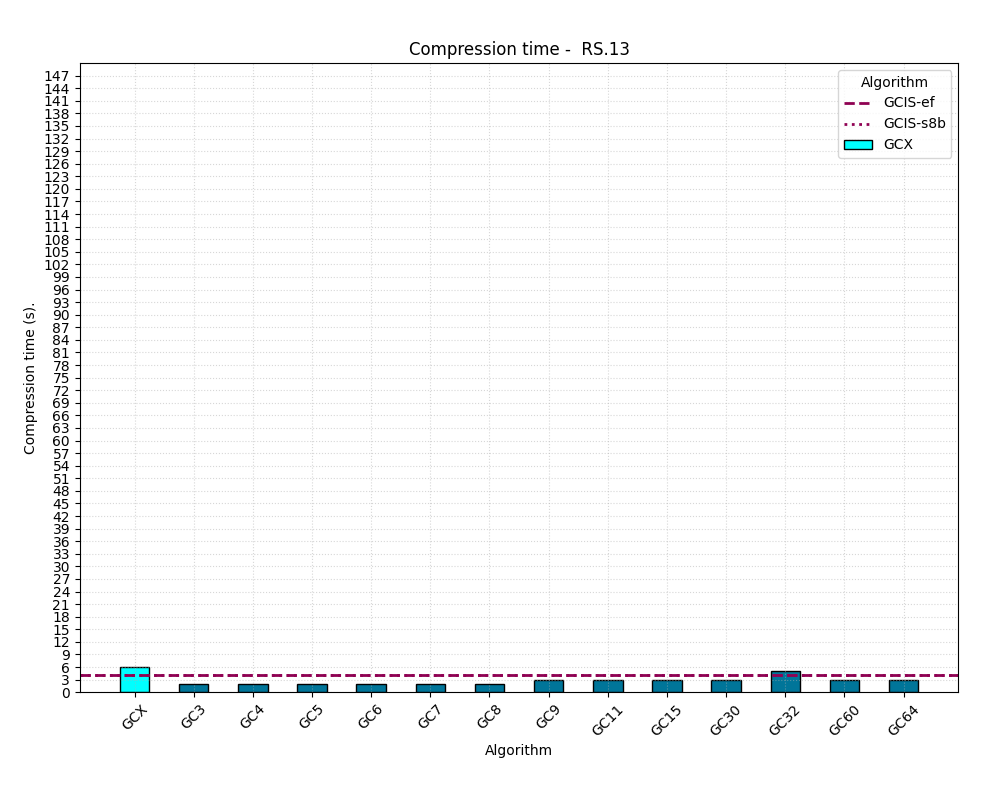 Compression time -  RS.13
147
144
141
138
135
132
129
126
123
120
117
114
111
108
105
102
99
96
93
90
87
84
81
78
75
72
69
66
63
60
57
54
51
48
45
42
39
36
33
30
27
24
21
18
15
12
9
6
3
0
Compression time (s).
Algorithm
GCIS-ef
GCIS-s8b
GCX
GCX
GC3
GC4
GC5
GC6
GC7
GC8
GC9
GC11
GC15
GC30
GC32
GC60
GC64
Algorithm